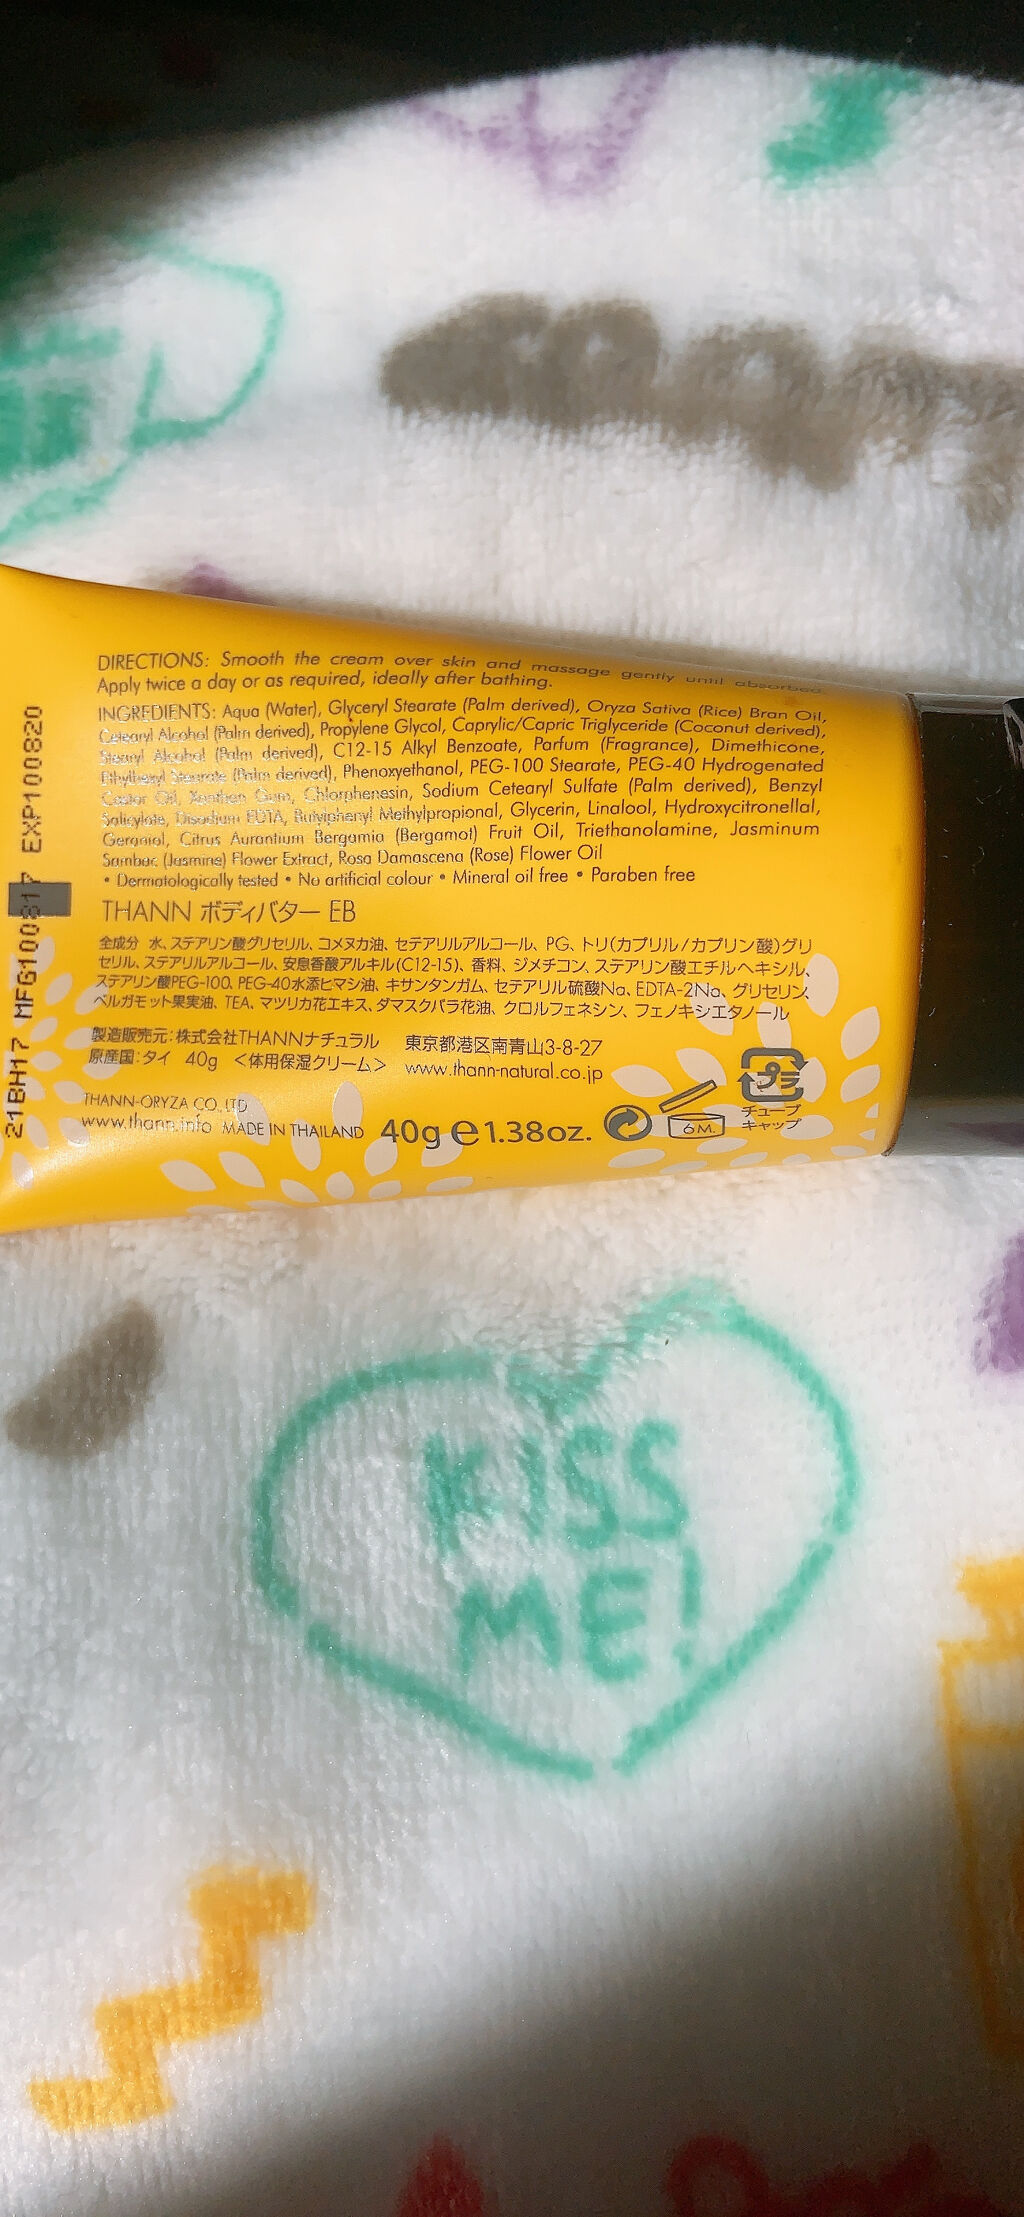 DIRECTIONS: Smooth the cream over skin and massage gently until absorbed.
Apply twice a day or as required, ideally after bathing.
INGREDIENTS: Aqua (Water), Glyceryl Stearate (Palm derived), Oryza Sativa (Rice) Bran Oil,
Cetearyl Alcohol (Palm derived), Propylene Glycol, Caprylic/Capric Triglyceride (Coconut derived),
Stearyl Alcohol (Palm derived), C12-15 Alkyl Benzoate, Parfum (Fragrance), Dimethicone,
Ethylhexyl Stearate (Palm derived), Phenoxyethanol, PEG-100 Stearate, PEG-40 Hydrogenated
Castor Oil, Xanthan Gum, Chlorphenesin, Sodium Cetearyl Sulfate (Palm derived), Benzyl
Salicylate, Disodium EDTA, Butylphenyl Methylpropional, Glycerin, Linalool, Hydroxycitronellal,
Geraniol, Citrus Aurantium Bergamia (Bergamot) Fruit Oil, Triethanolamine, Jasminum
Sambac (Jasmine) Flower Extract, Rosa Damascena (Rose) Flower Oil
• Dermatologically tested • No artificial colour • Mineral oil free • Paraben free
THANN ボディバター EB
全成分 水、ステアリン酸グリセリル、コメヌカ油、セテアリルアルコール、PG、トリ(カプリル/カプリン酸)グリ
セリル、ステアリルアルコール、安息香酸アルキル(C12-15)、香料、ジメチコン、ステアリン酸エチルヘキシル、
ステアリン酸PEG-100、PEG-40水添ヒマシ油、キサンタンガム、セテアリル硫酸Na、EDTA-2Na、グリセリン、
ベルガモット果実油、TEA、マツリカ花エキス、ダマスクバラ花油、クロルフェネシン、フェノキシエタノール
製造販売元:株式会社THANNナチュラル 東京都港区南青山3-8-27
原産国:タイ 40g <体用保湿クリーム> www.thann-natural.co.jp
THANN-ORYZA CO.,LTD
www.thann.info MADE IN THAILAND 40g e 1.38oz.
6M.
プラ
チューブ
キャップ
21BH17 MFG100817 EXP100820
KISS
ME!